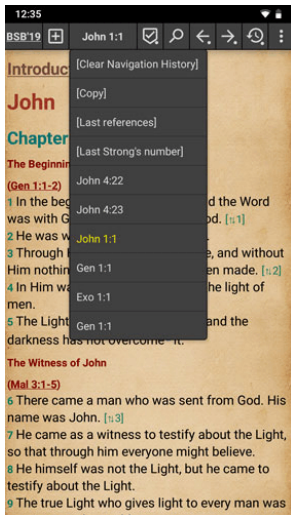 12:35
BSB'19 John 1:1
[Clear Navigation History]
[Copy]
[Last references]
[Last Strong's number]
John 4:22
John 4:23
John 1:1
Gen 1:1
Exo 1:1
Gen 1:1
Introduc
John
Chapter
The Beginnin
(Gen 1:1-2)
1 In the beg d the Word
was with G d. [↑↓1]
2 He was w
3 Through e, and without
Him nothin en made. [↑↓2]
4 In Him wa he light of
men.
5 The Light and the
darkness has not overcome it.
The Witness of John
(Mal 3:1-5)
6 There came a man who was sent from God. His
name was John. [↑↓3]
7 He came as a witness to testify about the Light,
so that through him everyone might believe.
8 He himself was not the Light, but he came to
testify about the Light.
9 The true Light who gives light to every man was